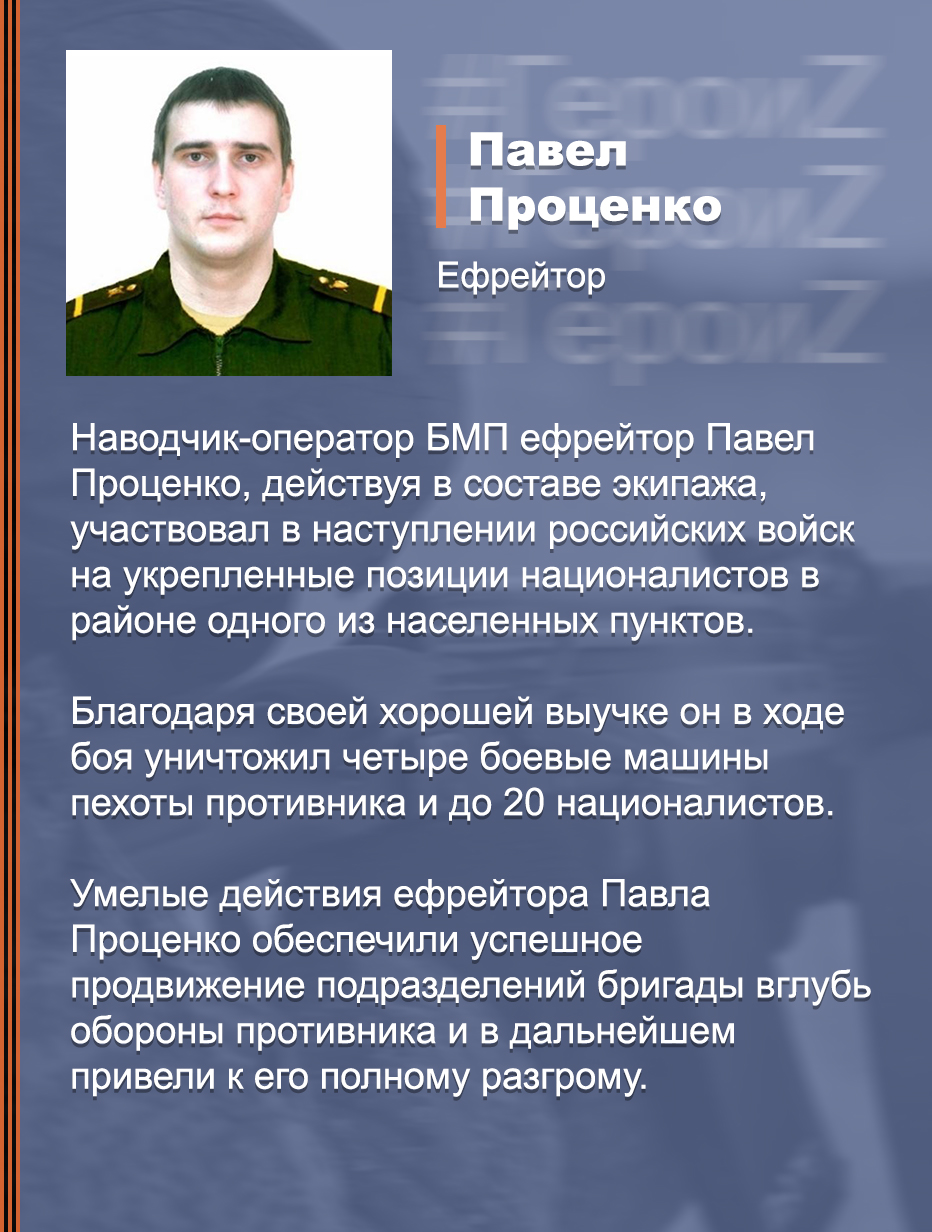 #ГероиZ
#ГероиZ
#ГероиZ
Павел
Проценко
Ефрейтор
Наводчик-оператор БМП ефрейтор Павел
Проценко, действуя в составе экипажа,
участвовал в наступлении российских войск
на укрепленные позиции националистов в
районе одного из населенных пунктов.
Благодаря своей хорошей выучке он в ходе
боя уничтожил четыре боевые машины
пехоты противника и до 20 националистов.
Умелые действия ефрейтора Павла
Проценко обеспечили успешное
продвижение подразделений бригады вглубь
обороны противника и в дальнейшем
привели к его полному разгрому.